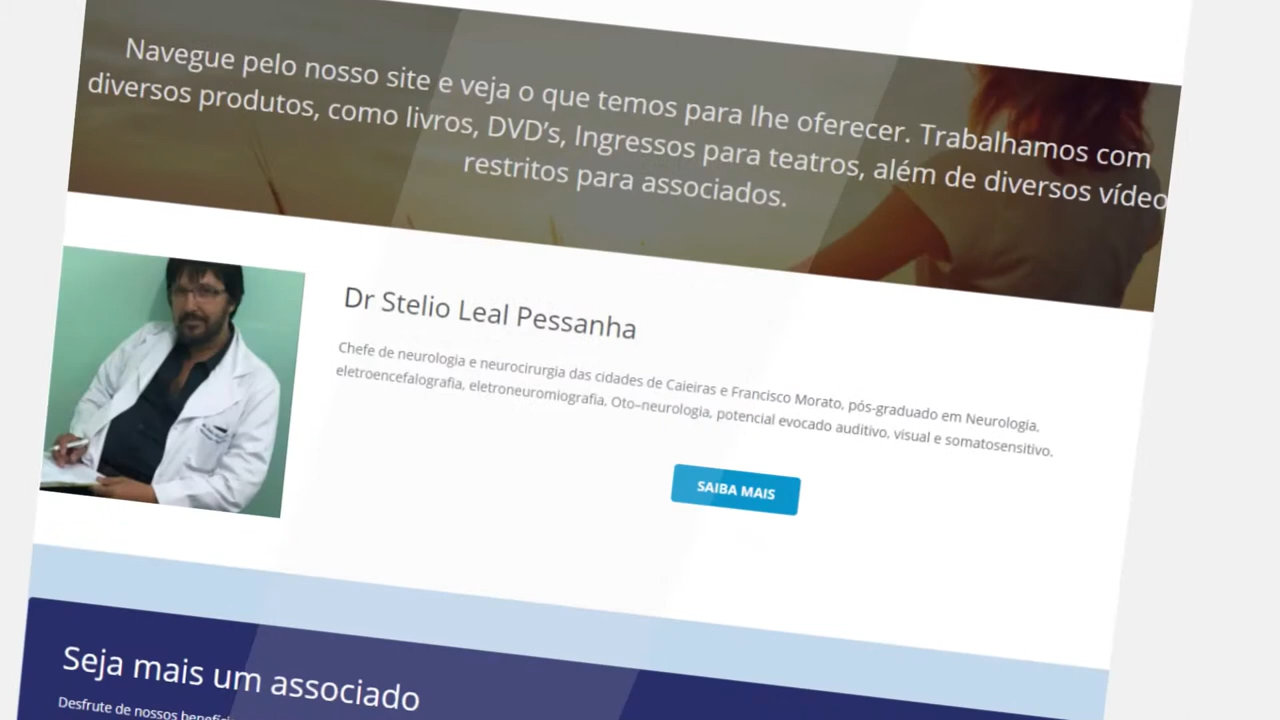 Navegue pelo nosso site e veja o que temos para lhe oferecer. Trabalhamos com
diversos produtos, como livros, DVD’s, Ingressos para teatros, além de diversos vídeo
restritos para associados.
Dr Stelio Leal Pessanha
Chefe de neurologia e neurocirurgia das cidades de Caieiras e Francisco Morato, pós-graduado em Neurologia,
eletroencefalografia, eletroneuromiografia, Oto–neurologia, potencial evocado auditivo, visual e somatosensitivo.
SAIBA MAIS
Seja mais um associado
Desfrute de nossos